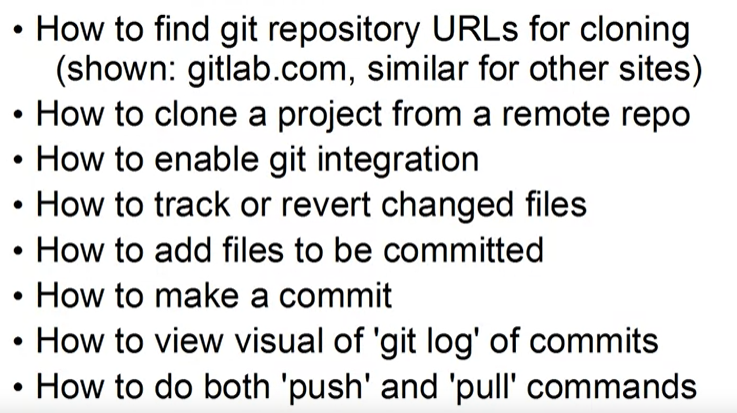 • How to find git repository URLs for cloning
(shown: gitlab.com, similar for other sites)
• How to clone a project from a remote repo
• How to enable git integration
• How to track or revert changed files
• How to add files to be committed
• How to make a commit
• How to view visual of 'git log' of commits
• How to do both 'push' and 'pull' commands